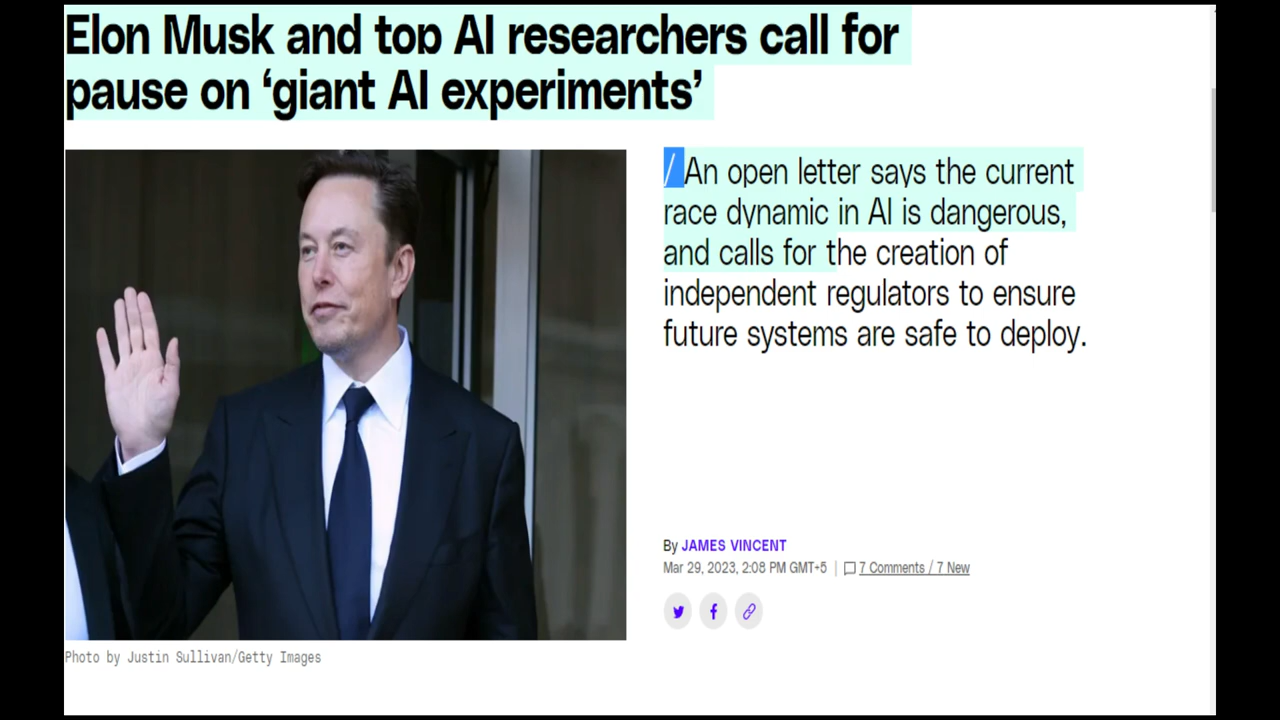 Elon Musk and top AI researchers call for
pause on ‘giant AI experiments’
/ An open letter says the current
race dynamic in AI is dangerous,
and calls for the creation of
independent regulators to ensure
future systems are safe to deploy.
By JAMES VINCENT
Mar 29, 2023, 2:08 PM GMT+5 | 7 Comments / 7 New
Photo by Justin Sullivan/Getty Images